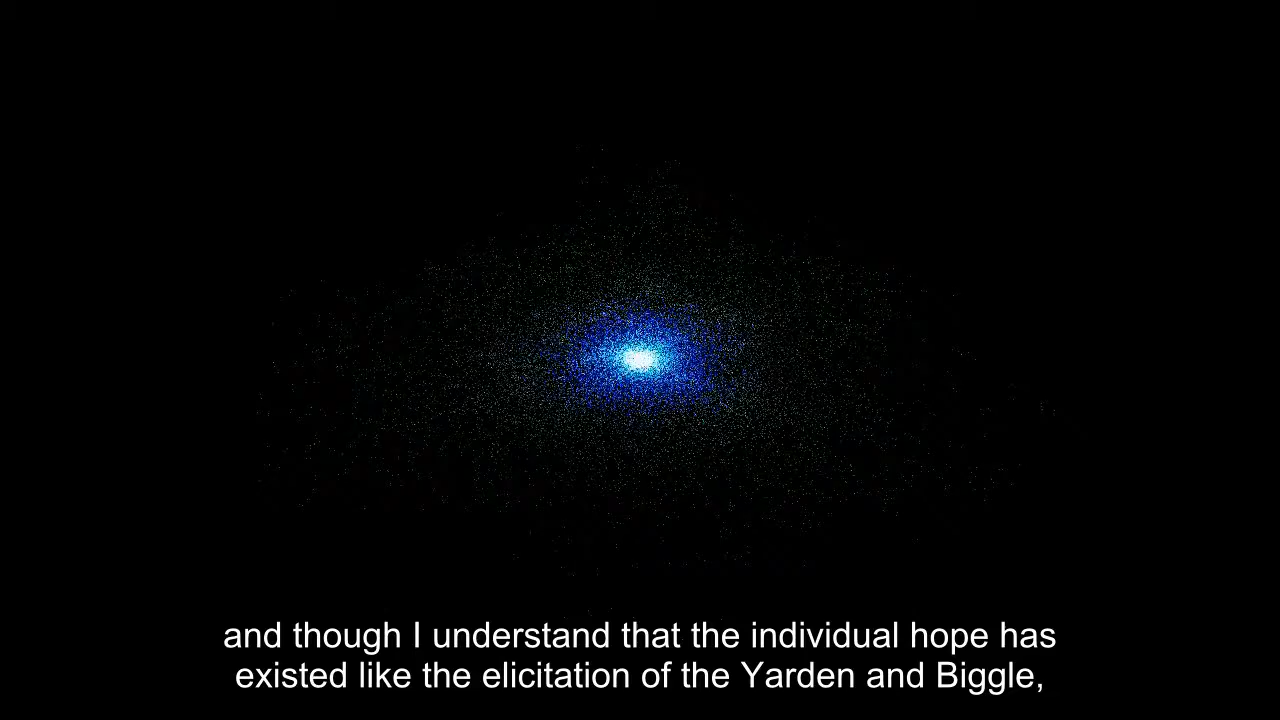 and though I understand that the individual hope has
existed like the elicitation of the Yarden and Biggle,